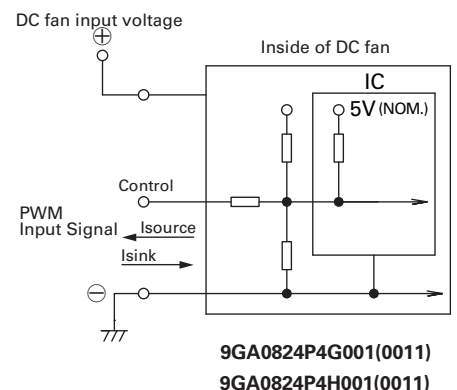 DC fan input voltage
⊕
Inside of DC fan
IC
5V (NOM.)
Control
PWM
Input Signal
Isource
Isink
⊖
9GA0824P4G001(0011)
9GA0824P4H001(0011)